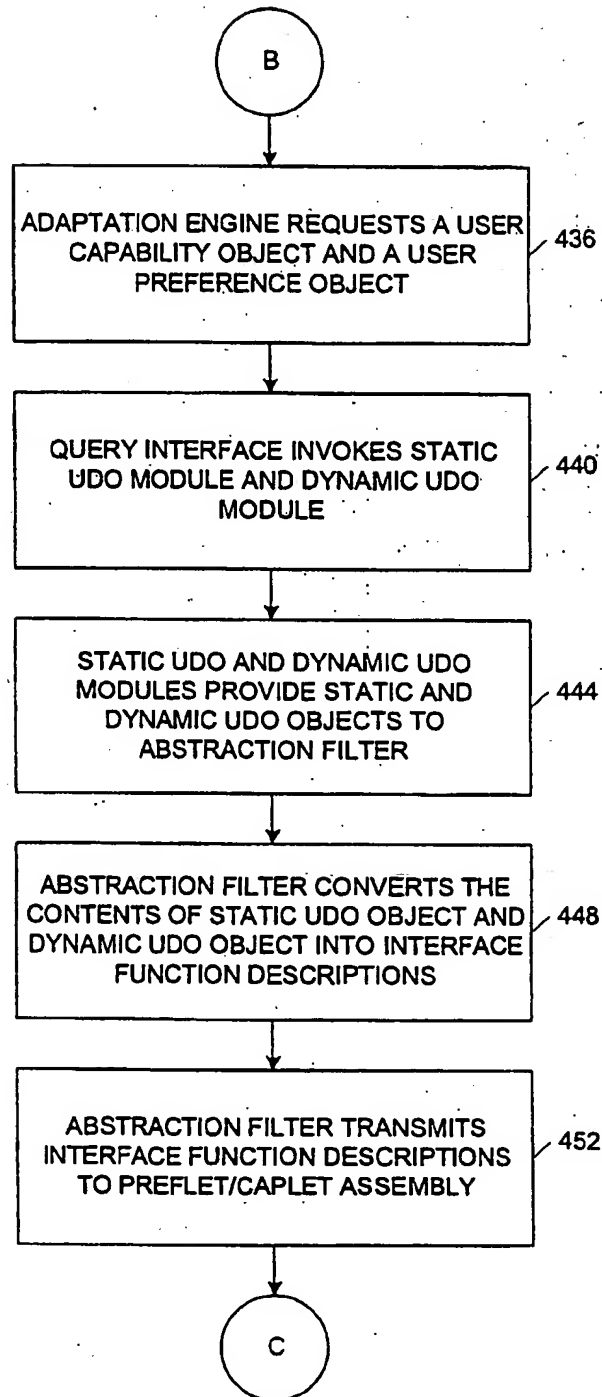 B
ADAPTATION ENGINE REQUESTS A USER
CAPABILITY OBJECT AND A USER
PREFERENCE OBJECT
436
QUERY INTERFACE INVOKES STATIC
UDO MODULE AND DYNAMIC UDO
MODULE
440
STATIC UDO AND DYNAMIC UDO
MODULES PROVIDE STATIC AND
DYNAMIC UDO OBJECTS TO
ABSTRACTION FILTER
444
ABSTRACTION FILTER CONVERTS THE
CONTENTS OF STATIC UDO OBJECT AND
DYNAMIC UDO OBJECT INTO INTERFACE
FUNCTION DESCRIPTIONS
448
ABSTRACTION FILTER TRANSMITS
INTERFACE FUNCTION DESCRIPTIONS
TO PREFLET/CAPLET ASSEMBLY
452
C